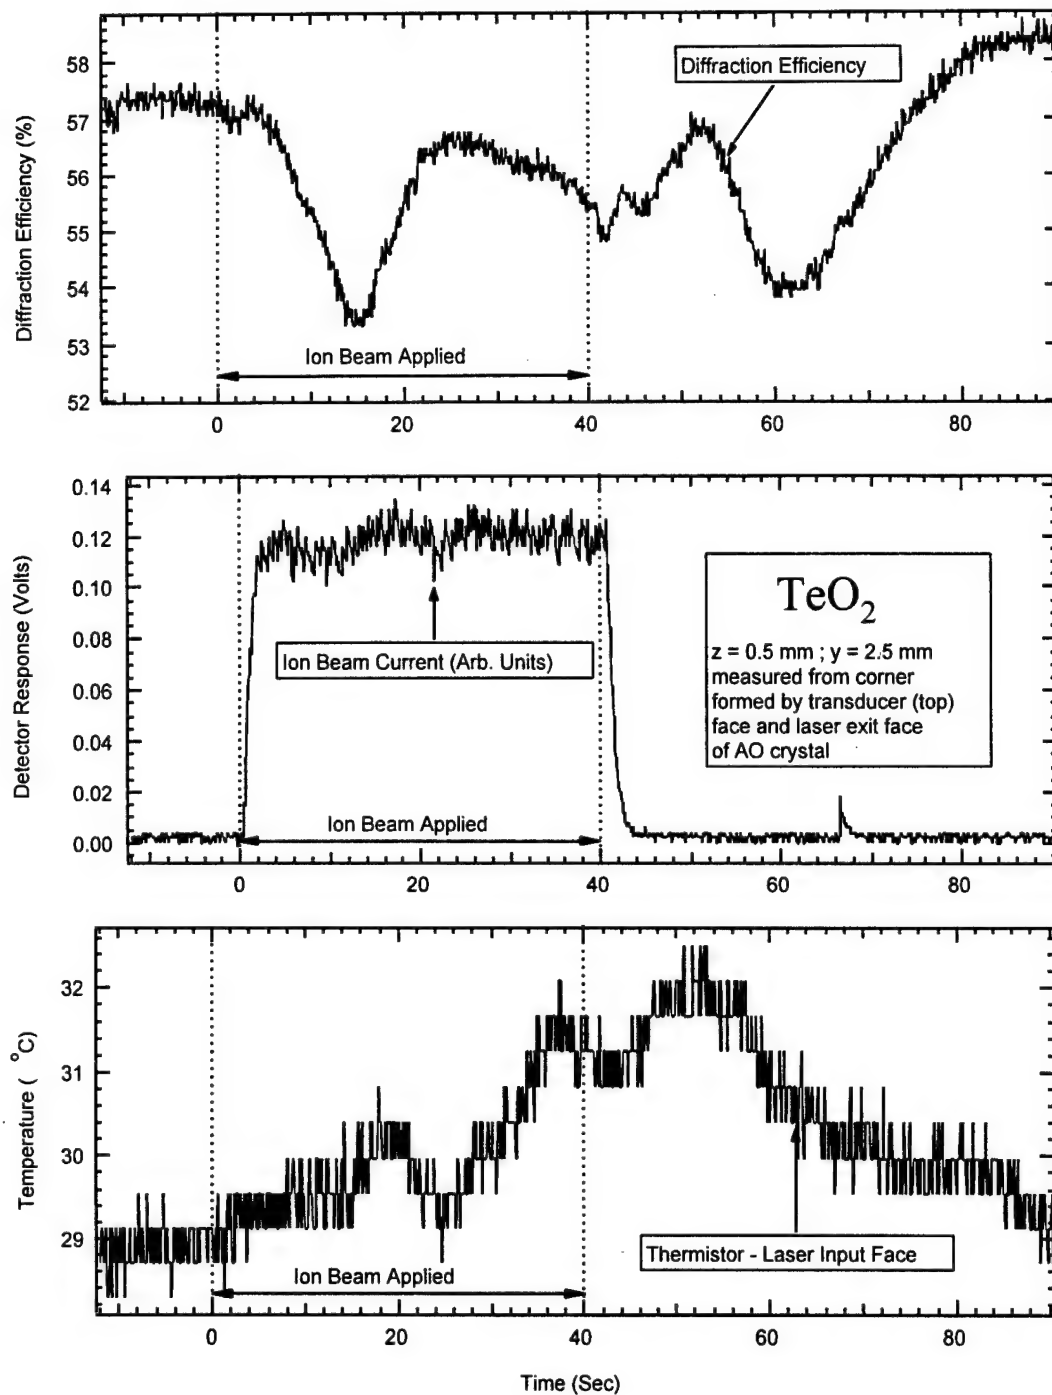 58
57
56
55
54
53
52
Diffraction Efficiency (%)
Diffraction Efficiency
Ion Beam Applied
0 20 40 60 80
0.14
0.12
0.10
0.08
0.06
0.04
0.02
0.00
Detector Response (Volts)
Ion Beam Current (Arb. Units)
TeO2
z = 0.5 mm ; y = 2.5 mm
measured from corner
formed by transducer (top)
face and laser exit face
of AO crystal
Ion Beam Applied
0 20 40 60 80
32
31
30
29
Temperature ( °C)
Thermistor - Laser Input Face
Ion Beam Applied
0 20 40 60 80
Time (Sec)